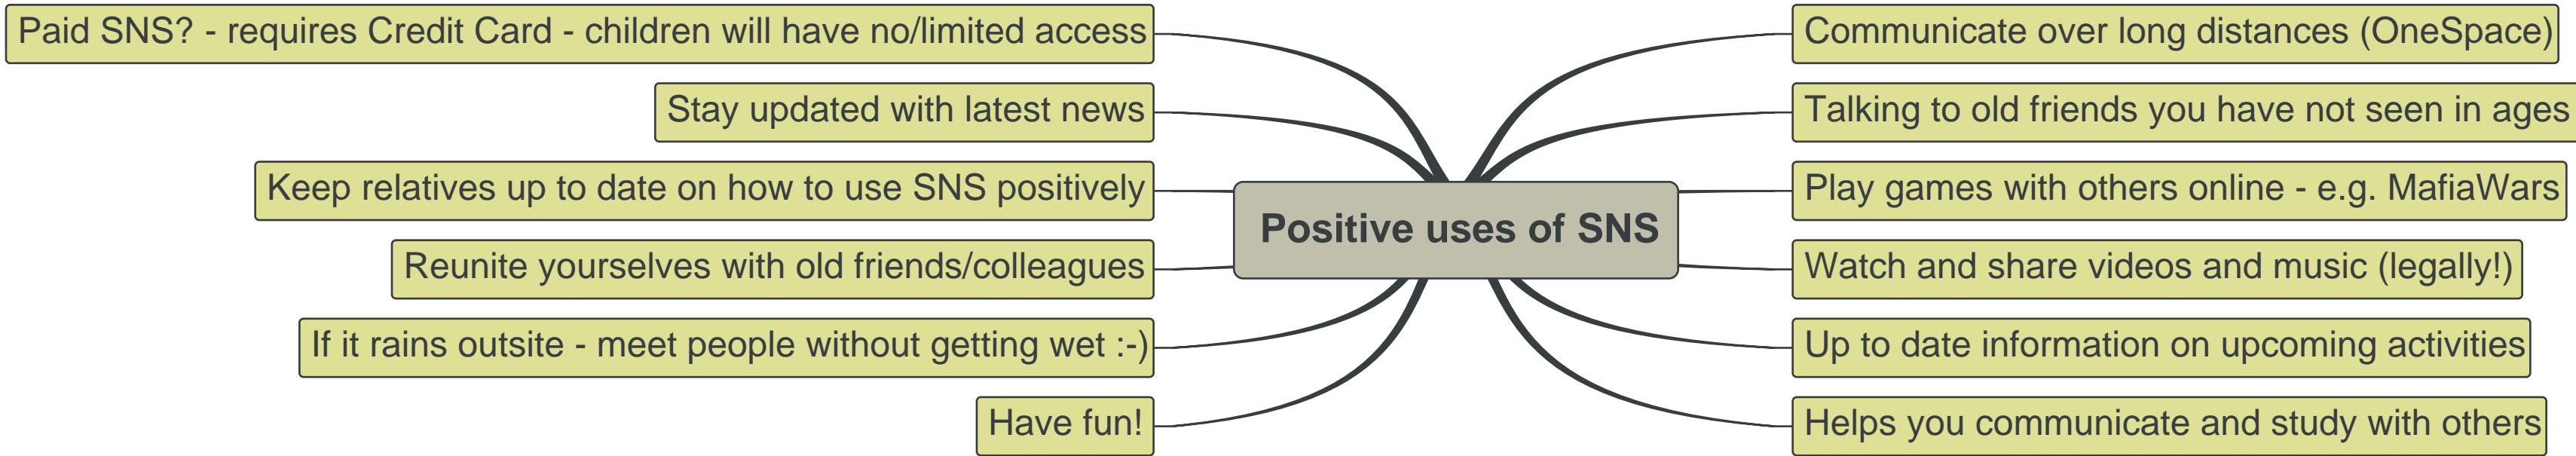 Paid SNS? - requires Credit Card - children will have no/limited access
Stay updated with latest news
Keep relatives up to date on how to use SNS positively
Reunite yourselves with old friends/colleagues
If it rains outsite - meet people without getting wet :-)
Have fun!
Positive uses of SNS
Communicate over long distances (OneSpace)
Talking to old friends you have not seen in ages
Play games with others online - e.g. MafiaWars
Watch and share videos and music (legally!)
Up to date information on upcoming activities
Helps you communicate and study with others